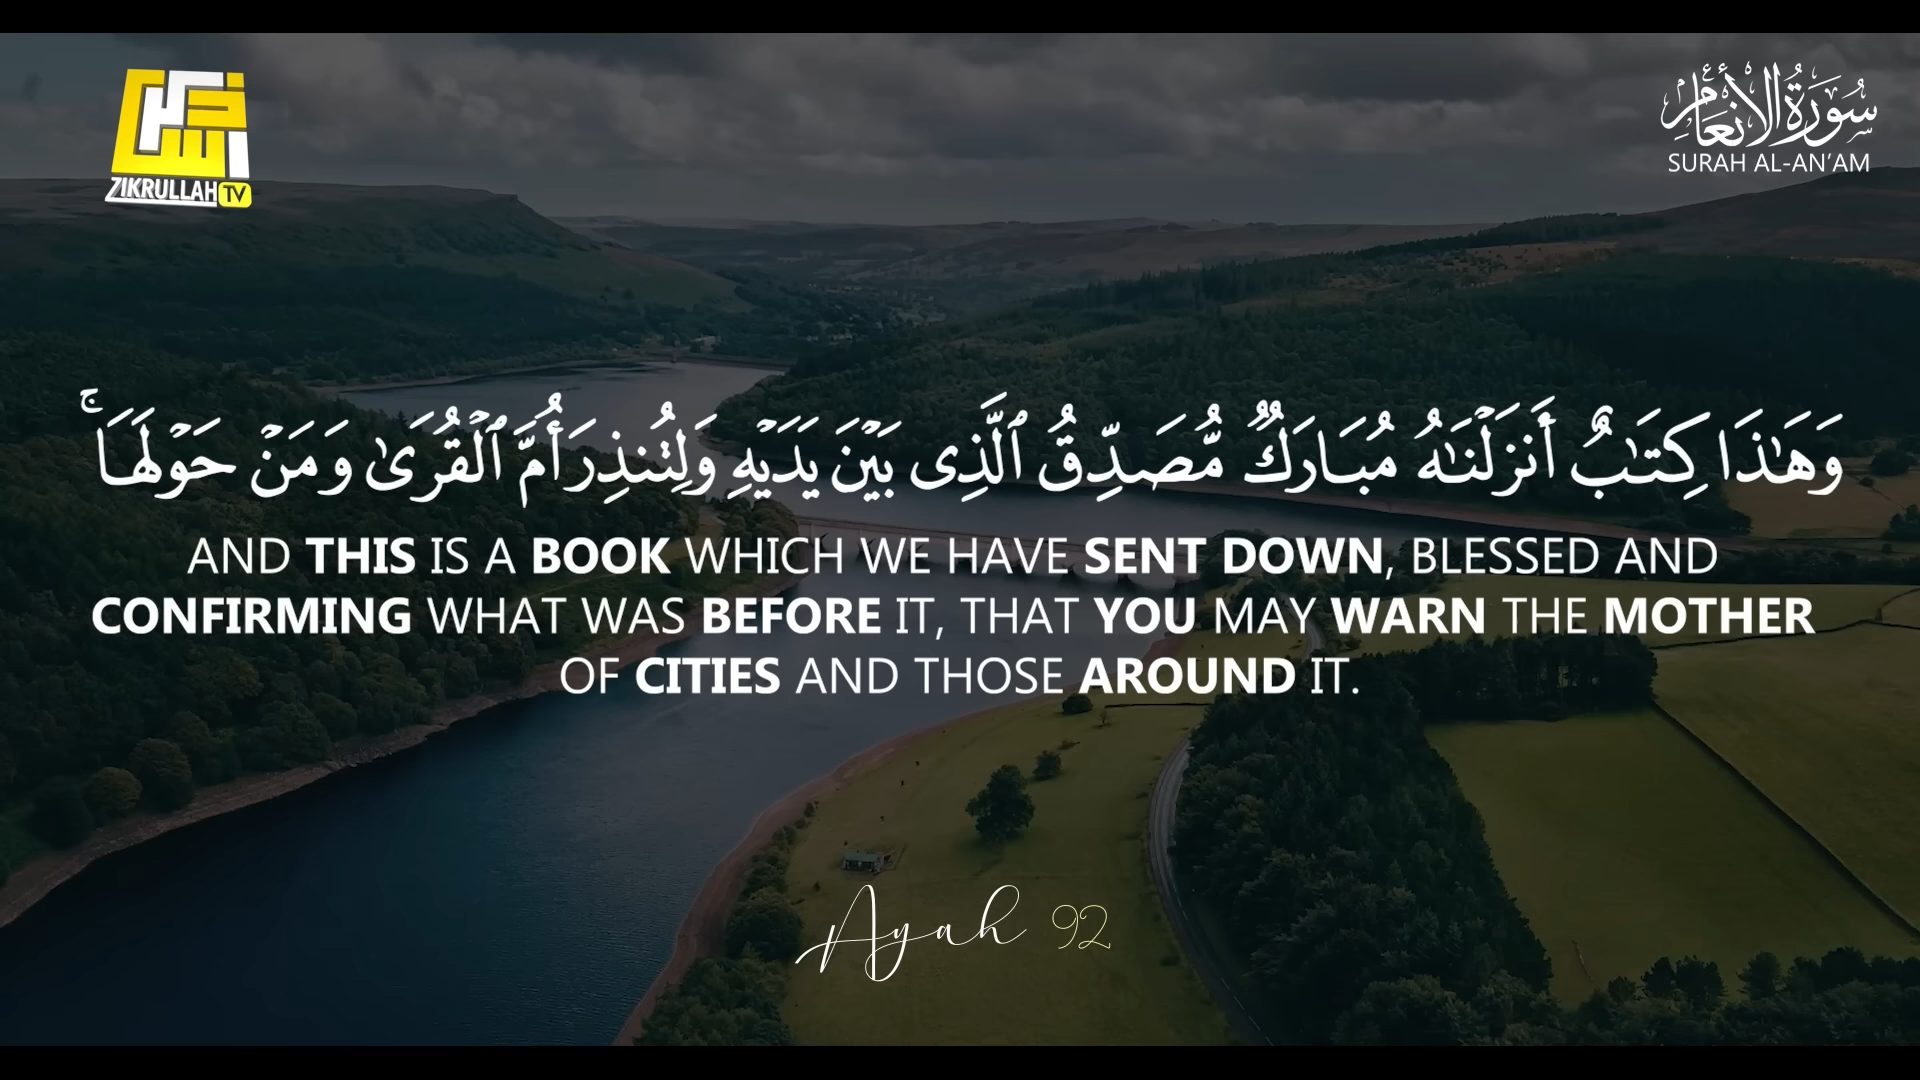 ذكر الله
ZIKRULLAH TV
سُورَةُ الأَنْعَامِ
SURAH AL-AN'AM
وَهَٰذَا كِتَٰبٌ أَنزَلْنَٰهُ مُبَارَكٌ مُّصَدِّقُ ٱلَّذِى بَيْنَ يَدَيْهِ وَلِتُنذِرَ أُمَّ ٱلْقُرَىٰ وَمَنْ حَوْلَهَا ۚ
AND THIS IS A BOOK WHICH WE HAVE SENT DOWN, BLESSED AND
CONFIRMING WHAT WAS BEFORE IT, THAT YOU MAY WARN THE MOTHER
OF CITIES AND THOSE AROUND IT.
Ayah 92